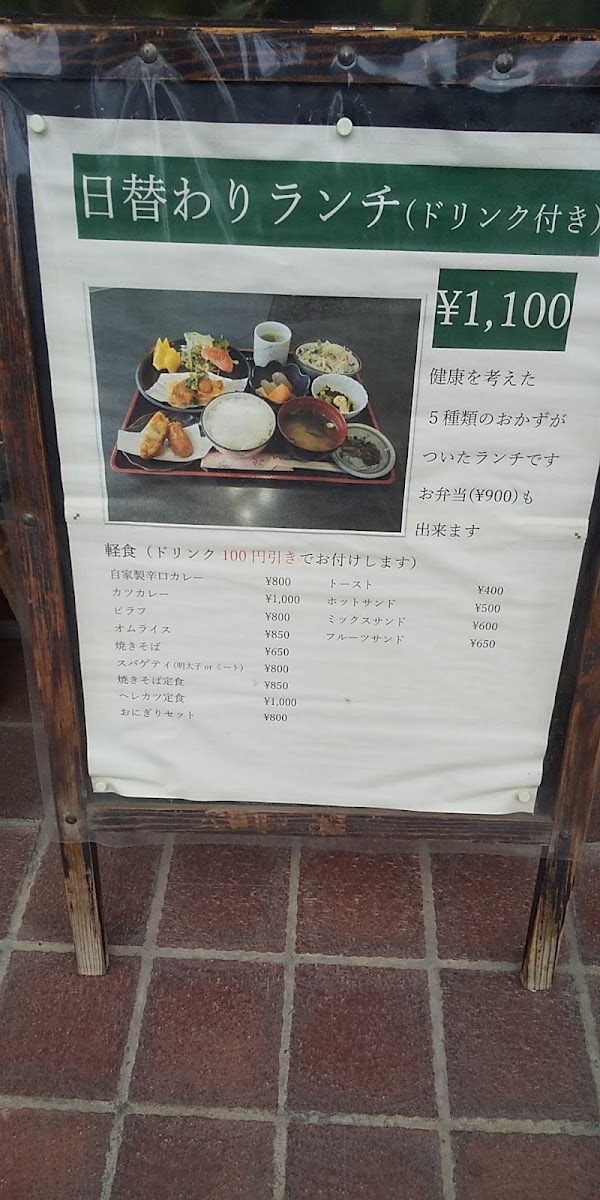 日替わりランチ(ドリンク付き)
¥1,100
健康を考えた
5種類のおかずが
ついたランチです
お弁当(¥900)も
出来ます
軽食（ドリンク100円引きでお付けします）
自家製辛口カレー ¥800
カツカレー ¥1,000
ピラフ ¥800
オムライス ¥850
焼きそば ¥650
スパゲティ(明太子orミート) ¥800
焼きそば定食 ¥850
ヘレカツ定食 ¥1,000
おにぎりセット ¥800
トースト ¥400
ホットサンド ¥500
ミックスサンド ¥600
フルーツサンド ¥650